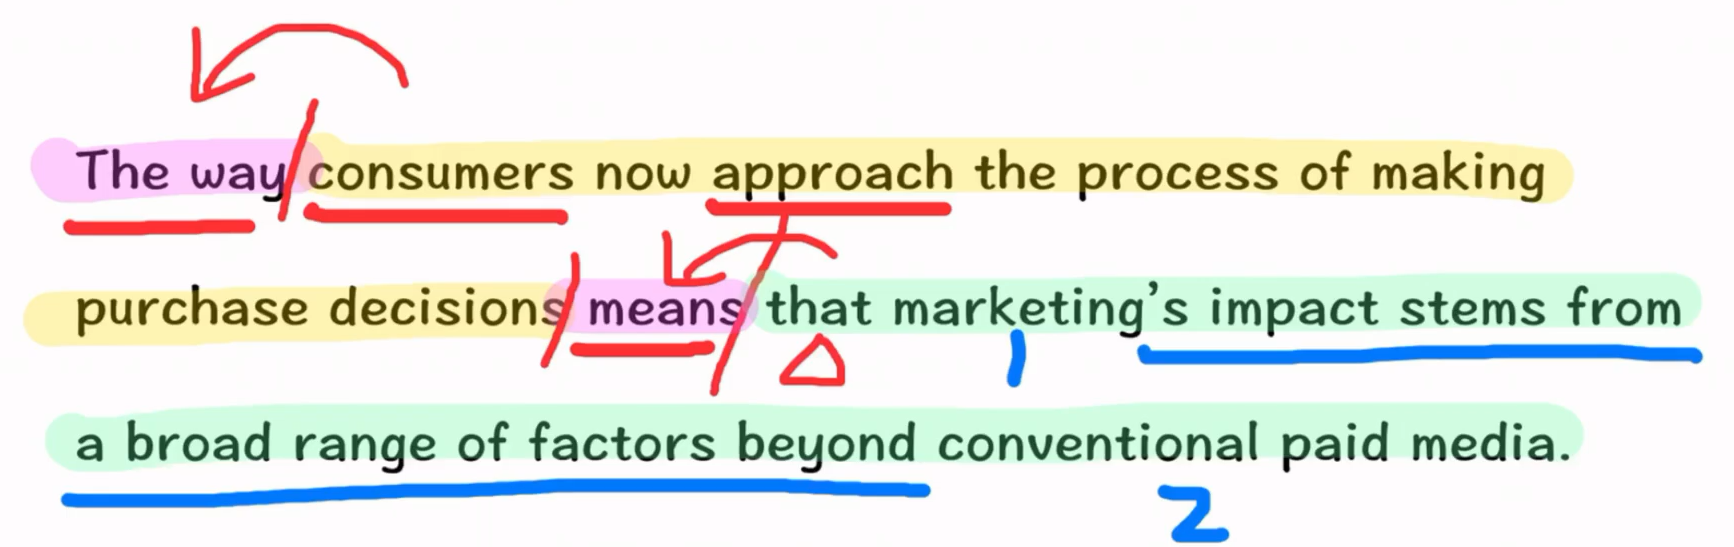 The way consumers now approach the process of making
purchase decisions means that marketing's impact stems from
1
a broad range of factors beyond conventional paid media.
2